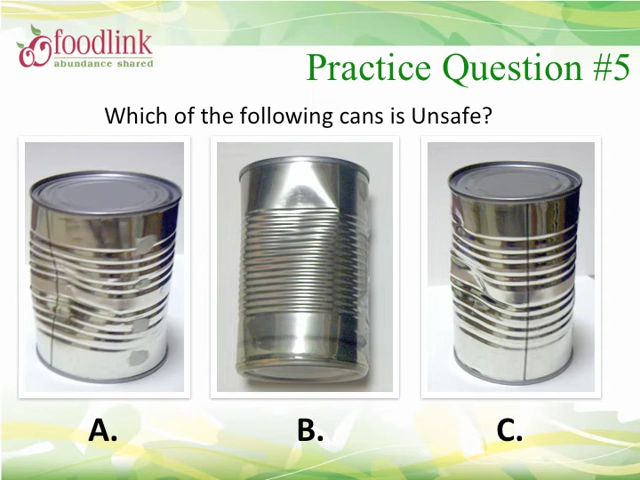 foodlink
abundance shared
Practice Question #5
Which of the following cans is Unsafe?
A.
B.
C.